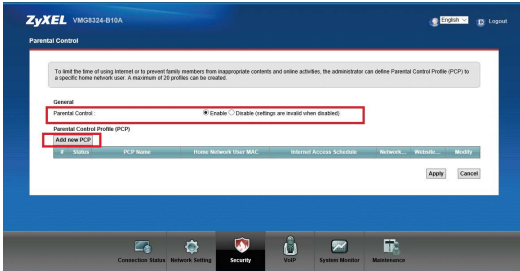 ZyXEL VMG8324-B10A
English
Logout
Parental Control
To limit the time of using Internet or to prevent family members from inappropriate contents and online activities, the administrator can define Parental Control Profile (PCP) to
a specific home network user. A maximum of 20 profiles can be created.
General
Parental Control : Enable Disable (settings are invalid when disabled)
Parental Control Profile (PCP)
Add new PCP
# Status PCP Name Home Network User MAC Internet Access Schedule Network... Website... Modify
Apply Cancel
Connection Status Network Setting Security VoIP System Monitor Maintenance